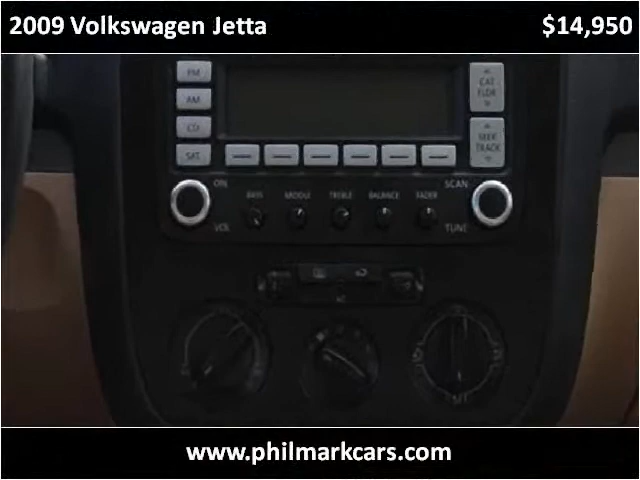 2009 Volkswagen Jetta $14,950
FM
AM
CD
SAT
CAT
FLDR
SEEK
TRACK
ON
SCAN
BASS MIDDLE TREBLE BALANCE FADER
VOL
TUNE
AC
www.philmarkcars.com